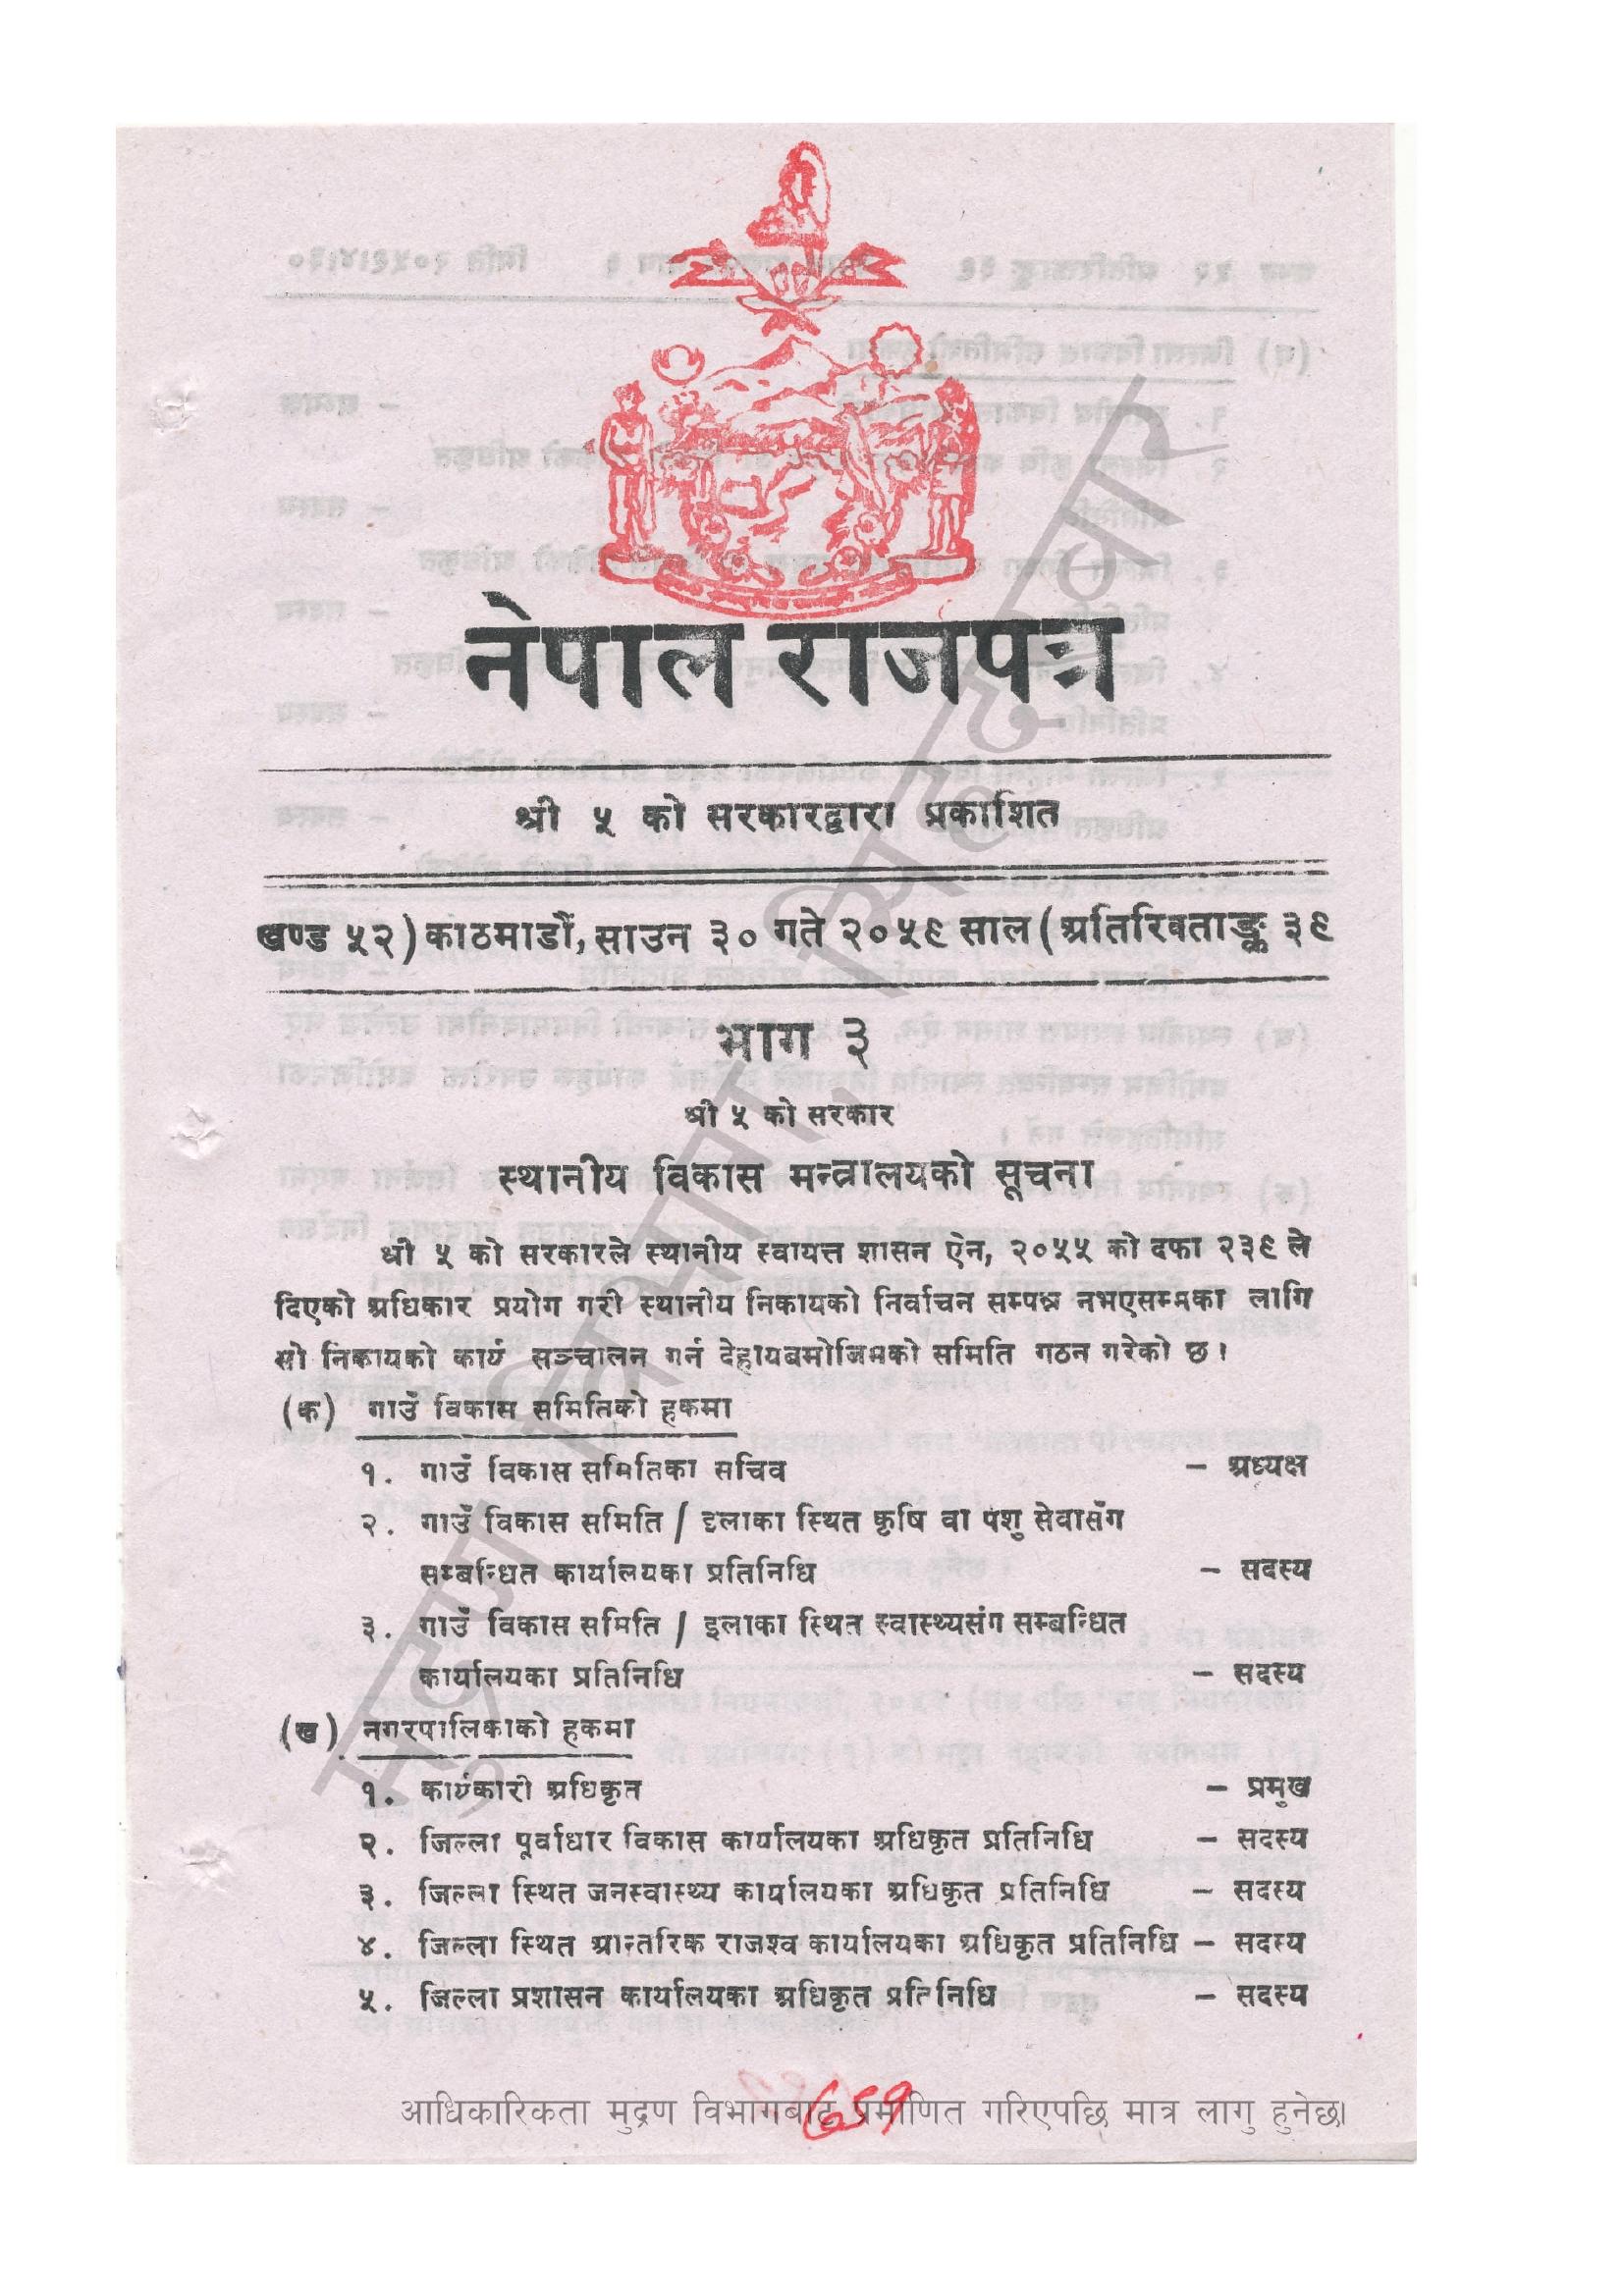 नेपाल राजपत्र
श्री ५ को सरकारद्वारा प्रकाशित
खण्ड ५२) काठमाडौं, साउन ३० गते २०५९ साल (अतिरिक्ताङ्क ३९
भाग ३
श्री ५ को सरकार
स्थानीय विकास मन्त्रालयको सूचना
श्री ५ को सरकारले स्थानीय स्वायत्त शासन ऐन, २०५५ को दफा २३९ ले
दिएको अधिकार प्रयोग गरी स्थानीय निकायको निर्वाचन सम्पन्न नभएसम्मका लागि
सो निकायको कार्य सञ्चालन गर्न देहायबमोजिमको समिति गठन गरेको छ।
(क) गाउँ विकास समितिको हकमा
१. गाउँ विकास समितिका सचिव – अध्यक्ष
२. गाउँ विकास समिति / इलाका स्थित कृषि वा पशु सेवासँग
सम्बन्धित कार्यालयका प्रतिनिधि – सदस्य
३. गाउँ विकास समिति / इलाका स्थित स्वास्थ्यसंग सम्बन्धित
कार्यालयका प्रतिनिधि – सदस्य
(ख) नगरपालिकाको हकमा
१. कार्यकारी अधिकृत – प्रमुख
२. जिल्ला पूर्वाधार विकास कार्यालयका अधिकृत प्रतिनिधि – सदस्य
३. जिल्ला स्थित जनस्वास्थ्य कार्यालयका अधिकृत प्रतिनिधि – सदस्य
४. जिल्ला स्थित आन्तरिक राजश्व कार्यालयका अधिकृत प्रतिनिधि – सदस्य
५. जिल्ला प्रशासन कार्यालयका अधिकृत प्रतिनिधि – सदस्य
मुद्रण विभाग, सिंहदरवार
आधिकारिकता मुद्रण विभागबाट प्रमाणित गरिएपछि मात्र लागु हुनेछ।